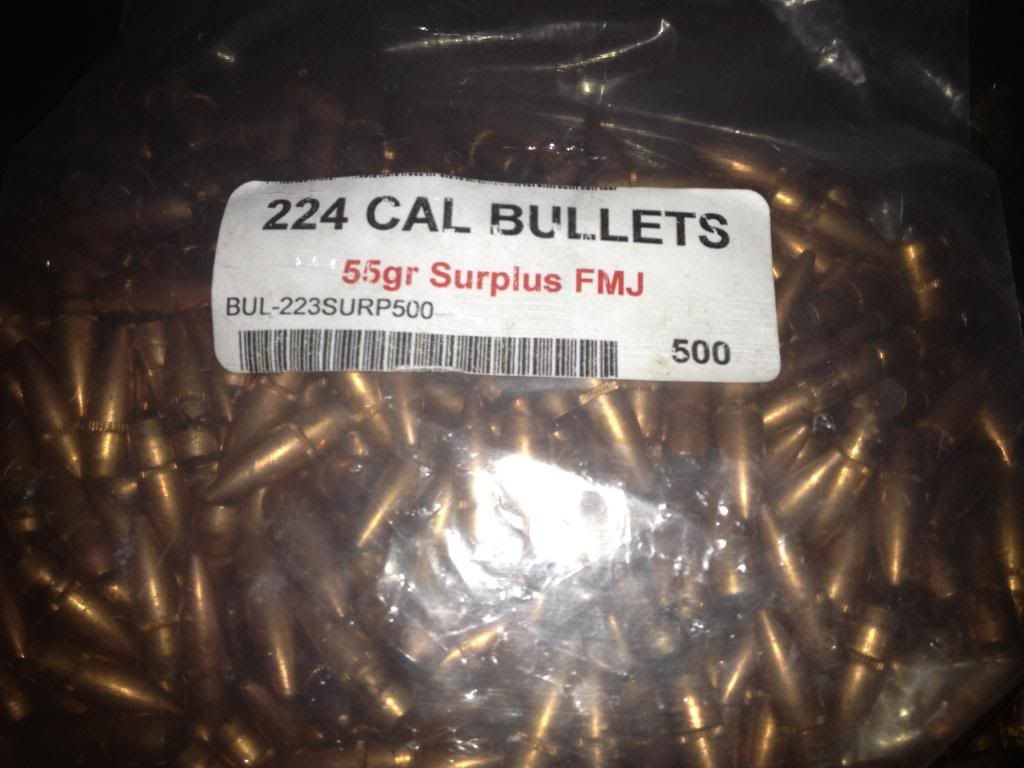 224 CAL BULLETS
55gr Surplus FMJ
BUL-223SURP500
500